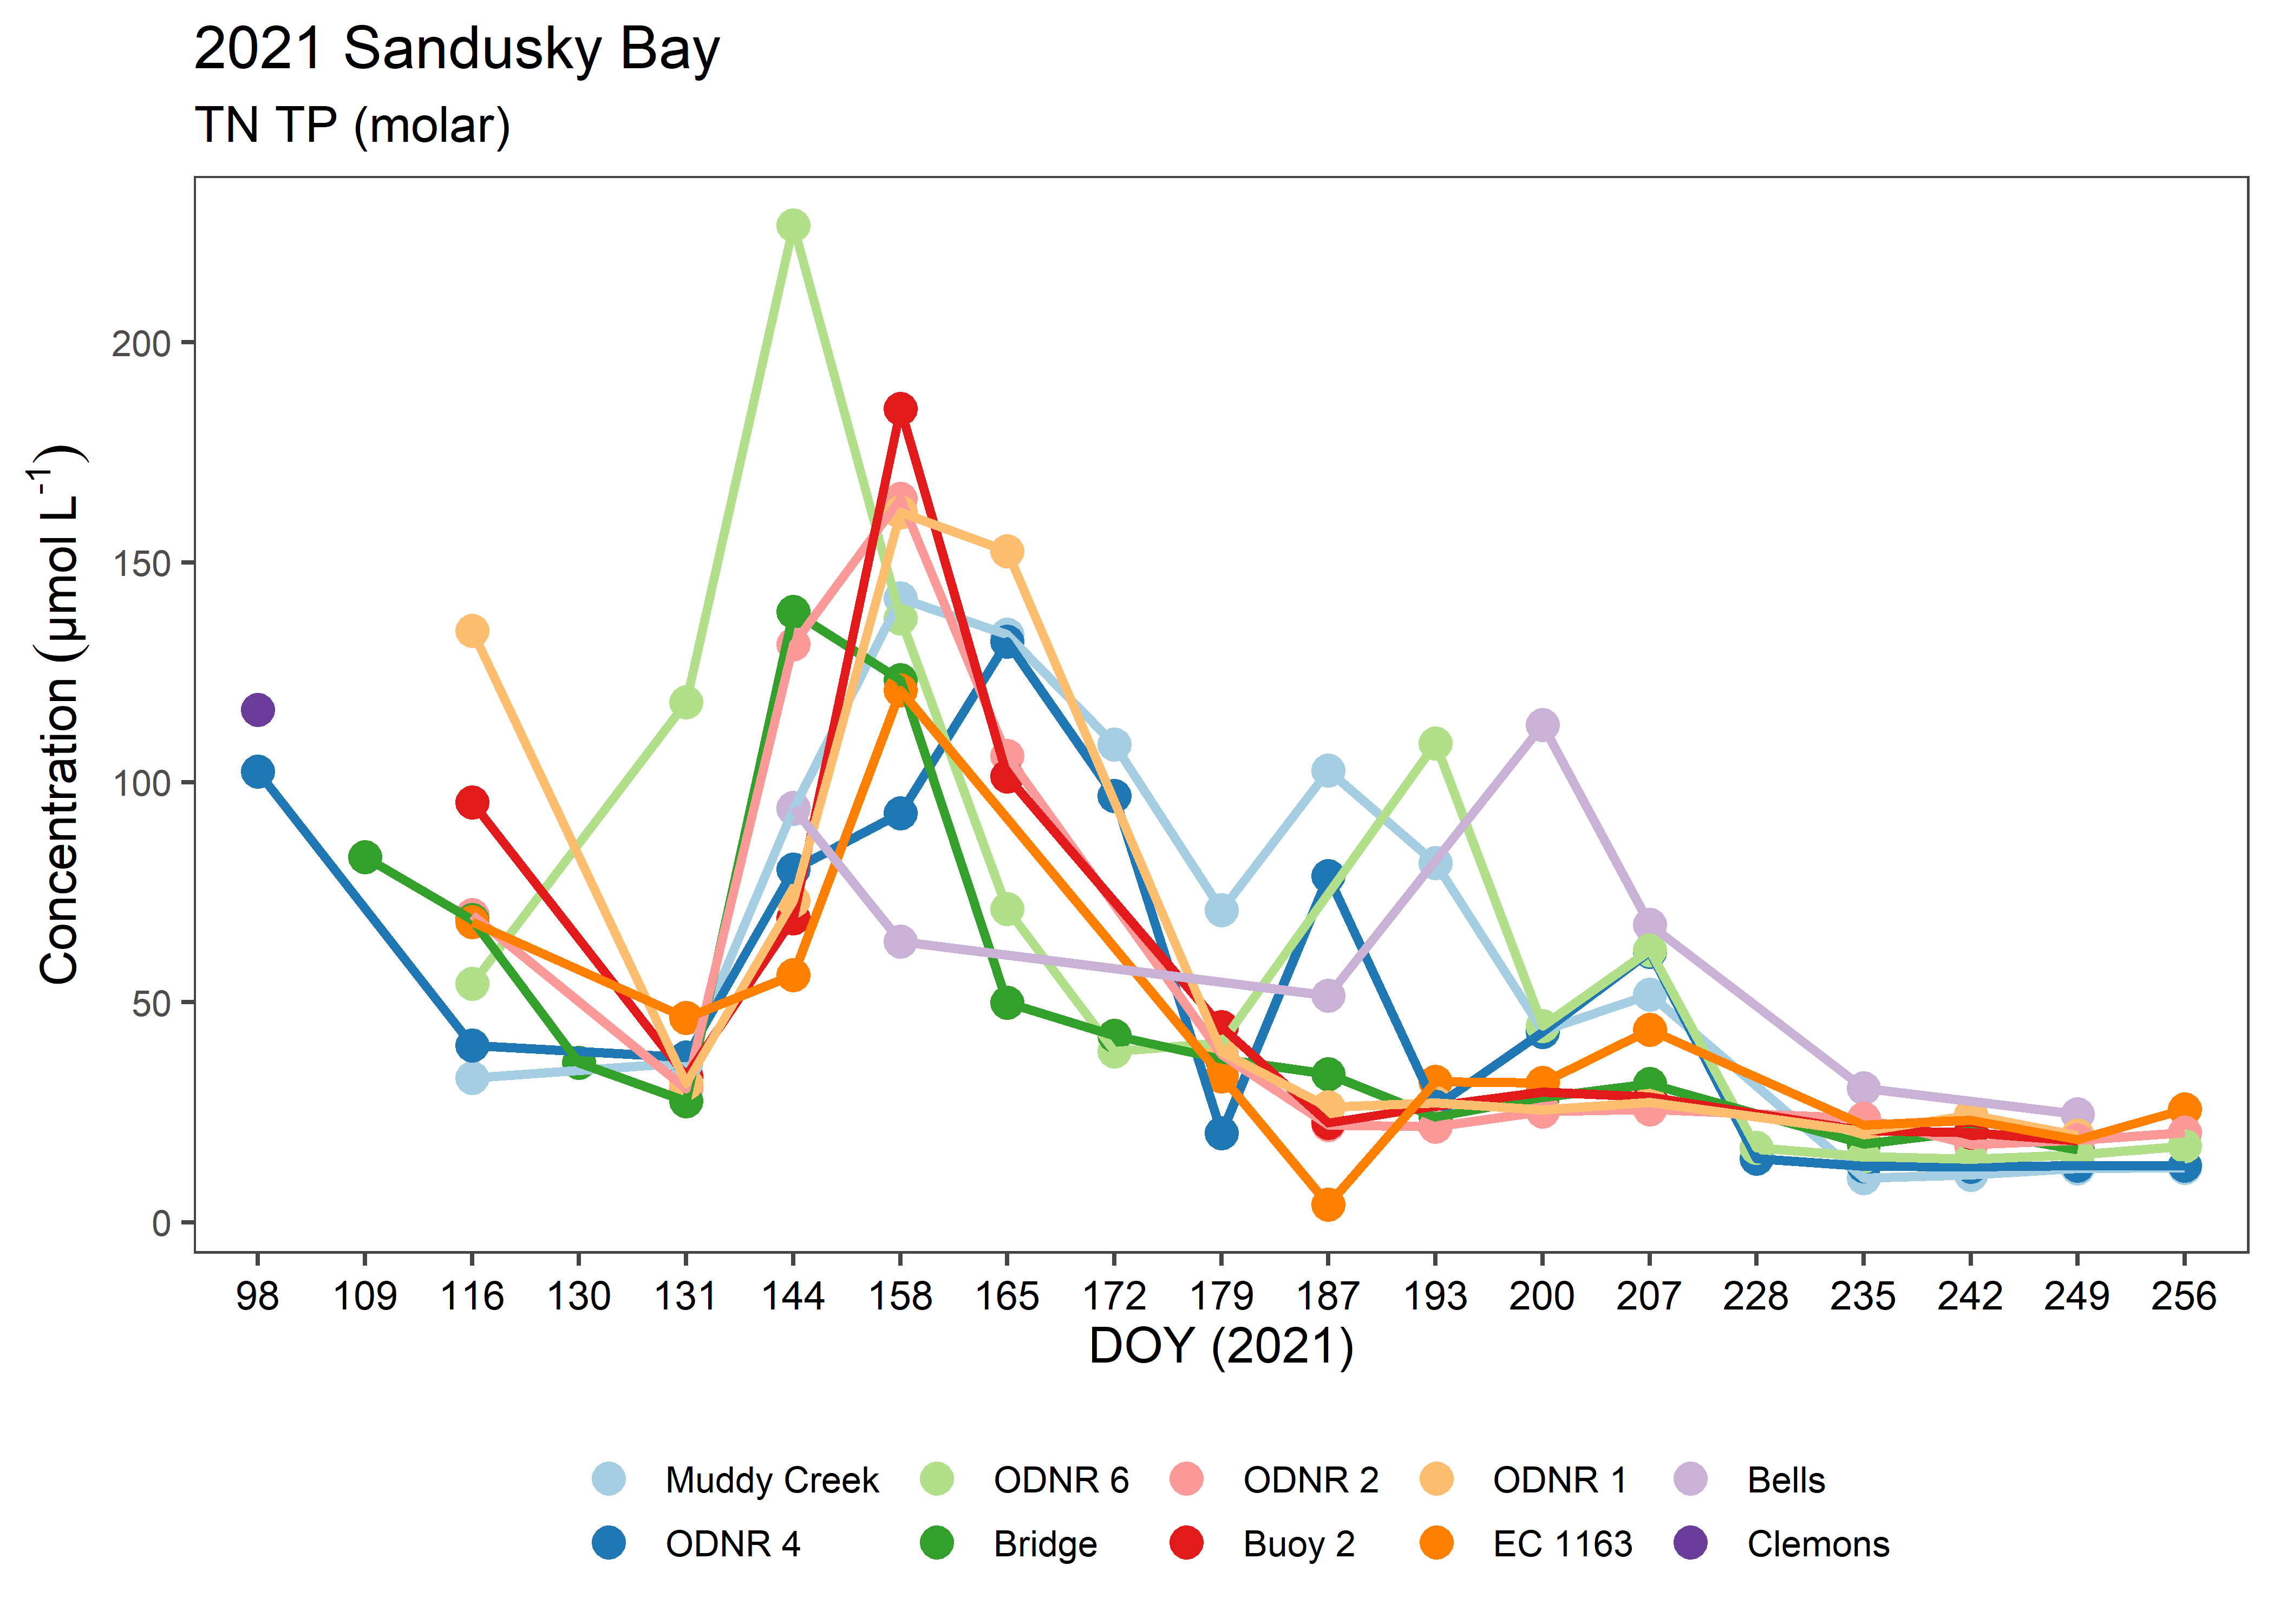 2021 Sandusky Bay
TN TP (molar)
Concentration (µmol L⁻¹)
200
150
100
50
0
98 109 116 130 131 144 158 165 172 179 187 193 200 207 228 235 242 249 256
DOY (2021)
Muddy Creek ODNR 6 ODNR 2 ODNR 1 Bells
ODNR 4 Bridge Buoy 2 EC 1163 Clemons